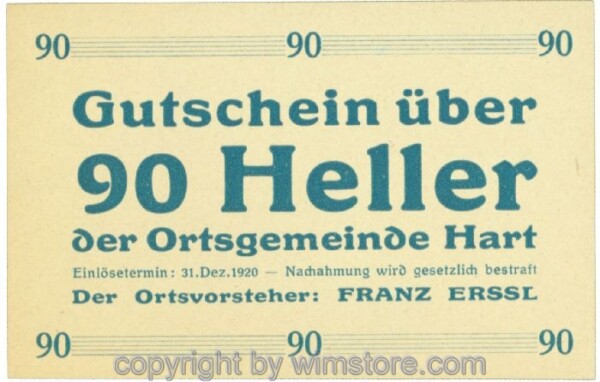 90 90 90
Gutschein über
90 Heller
der Ortsgemeinde Hart
Einlösetermin: 31. Dez. 1920 — Nachahmung wird gesetzlich bestraft
Der Ortsvorsteher: FRANZ ERSSL
90 90 90
copyright by wimstore.com